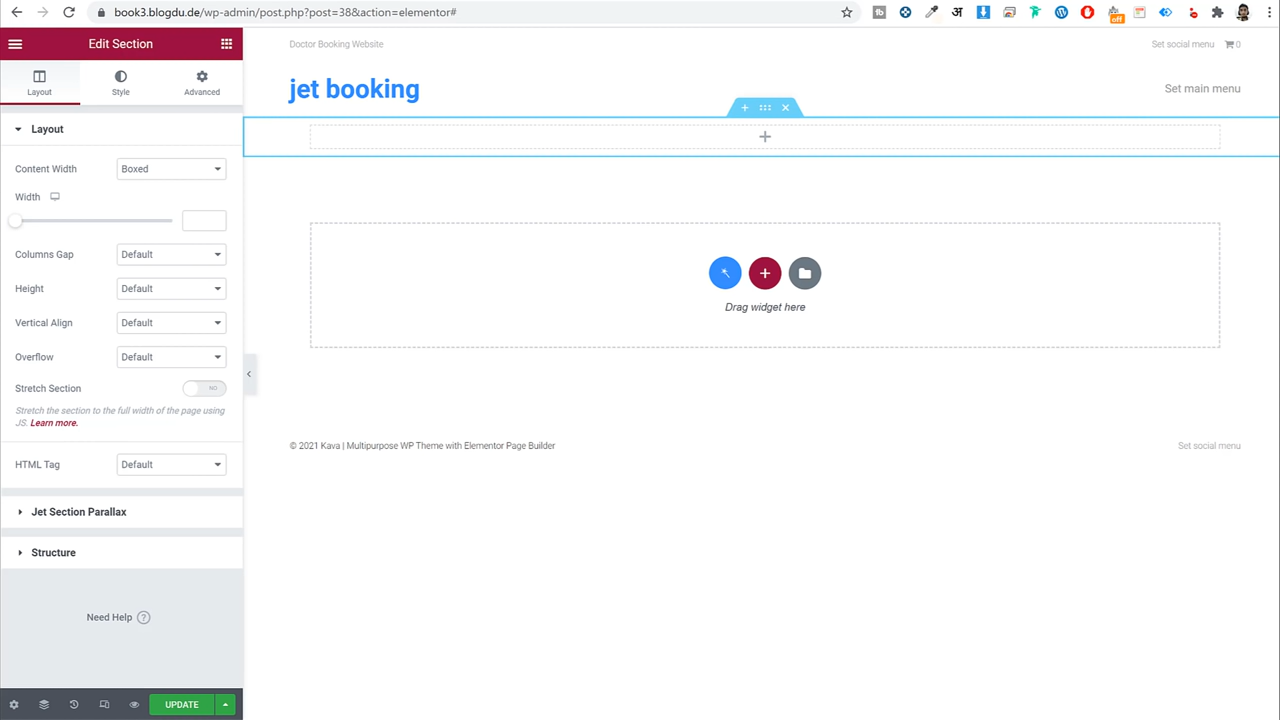 book3.blogdu.de/wp-admin/post.php?post=38&action=elementor#
अ
off
Edit Section
Layout
Style
Advanced
Layout
Content Width
Boxed
Width
Columns Gap
Default
Height
Default
Vertical Align
Default
Overflow
Default
Stretch Section
NO
Stretch the section to the full width of the page using
JS. Learn more.
HTML Tag
Default
Jet Section Parallax
Structure
Need Help ?
UPDATE
Doctor Booking Website
Set social menu
0
jet booking
Set main menu
Drag widget here
© 2021 Kava | Multipurpose WP Theme with Elementor Page Builder
Set social menu